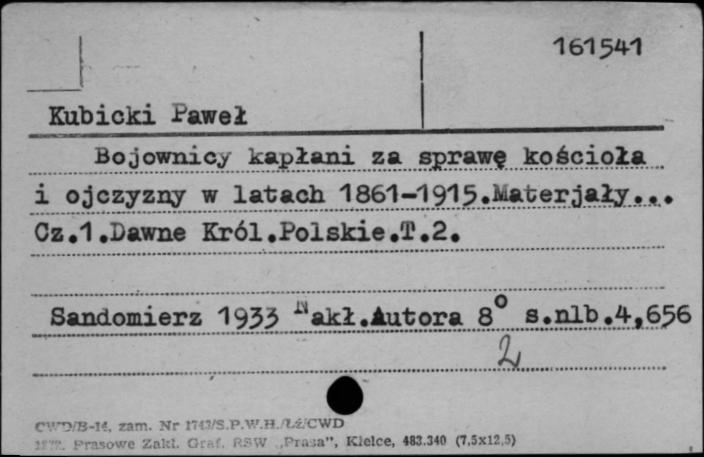 161541
Kubicki Paweł
Bojownicy kapłani za sprawę kościoła
i ojczyzny w latach 1861-1915.Materjały...
Cz.1.Dawne Król.Polskie.T.2.
Sandomierz 1933 Nakł.Autora 8° s.nlb.4,656
2
CWD/B-14, zam. Nr 1743/S.P.W.H./Łź/CWD
Prasowe Zakł. Graf. RSW „Prasa”, Kielce, 483.340 (7,5x12,5)